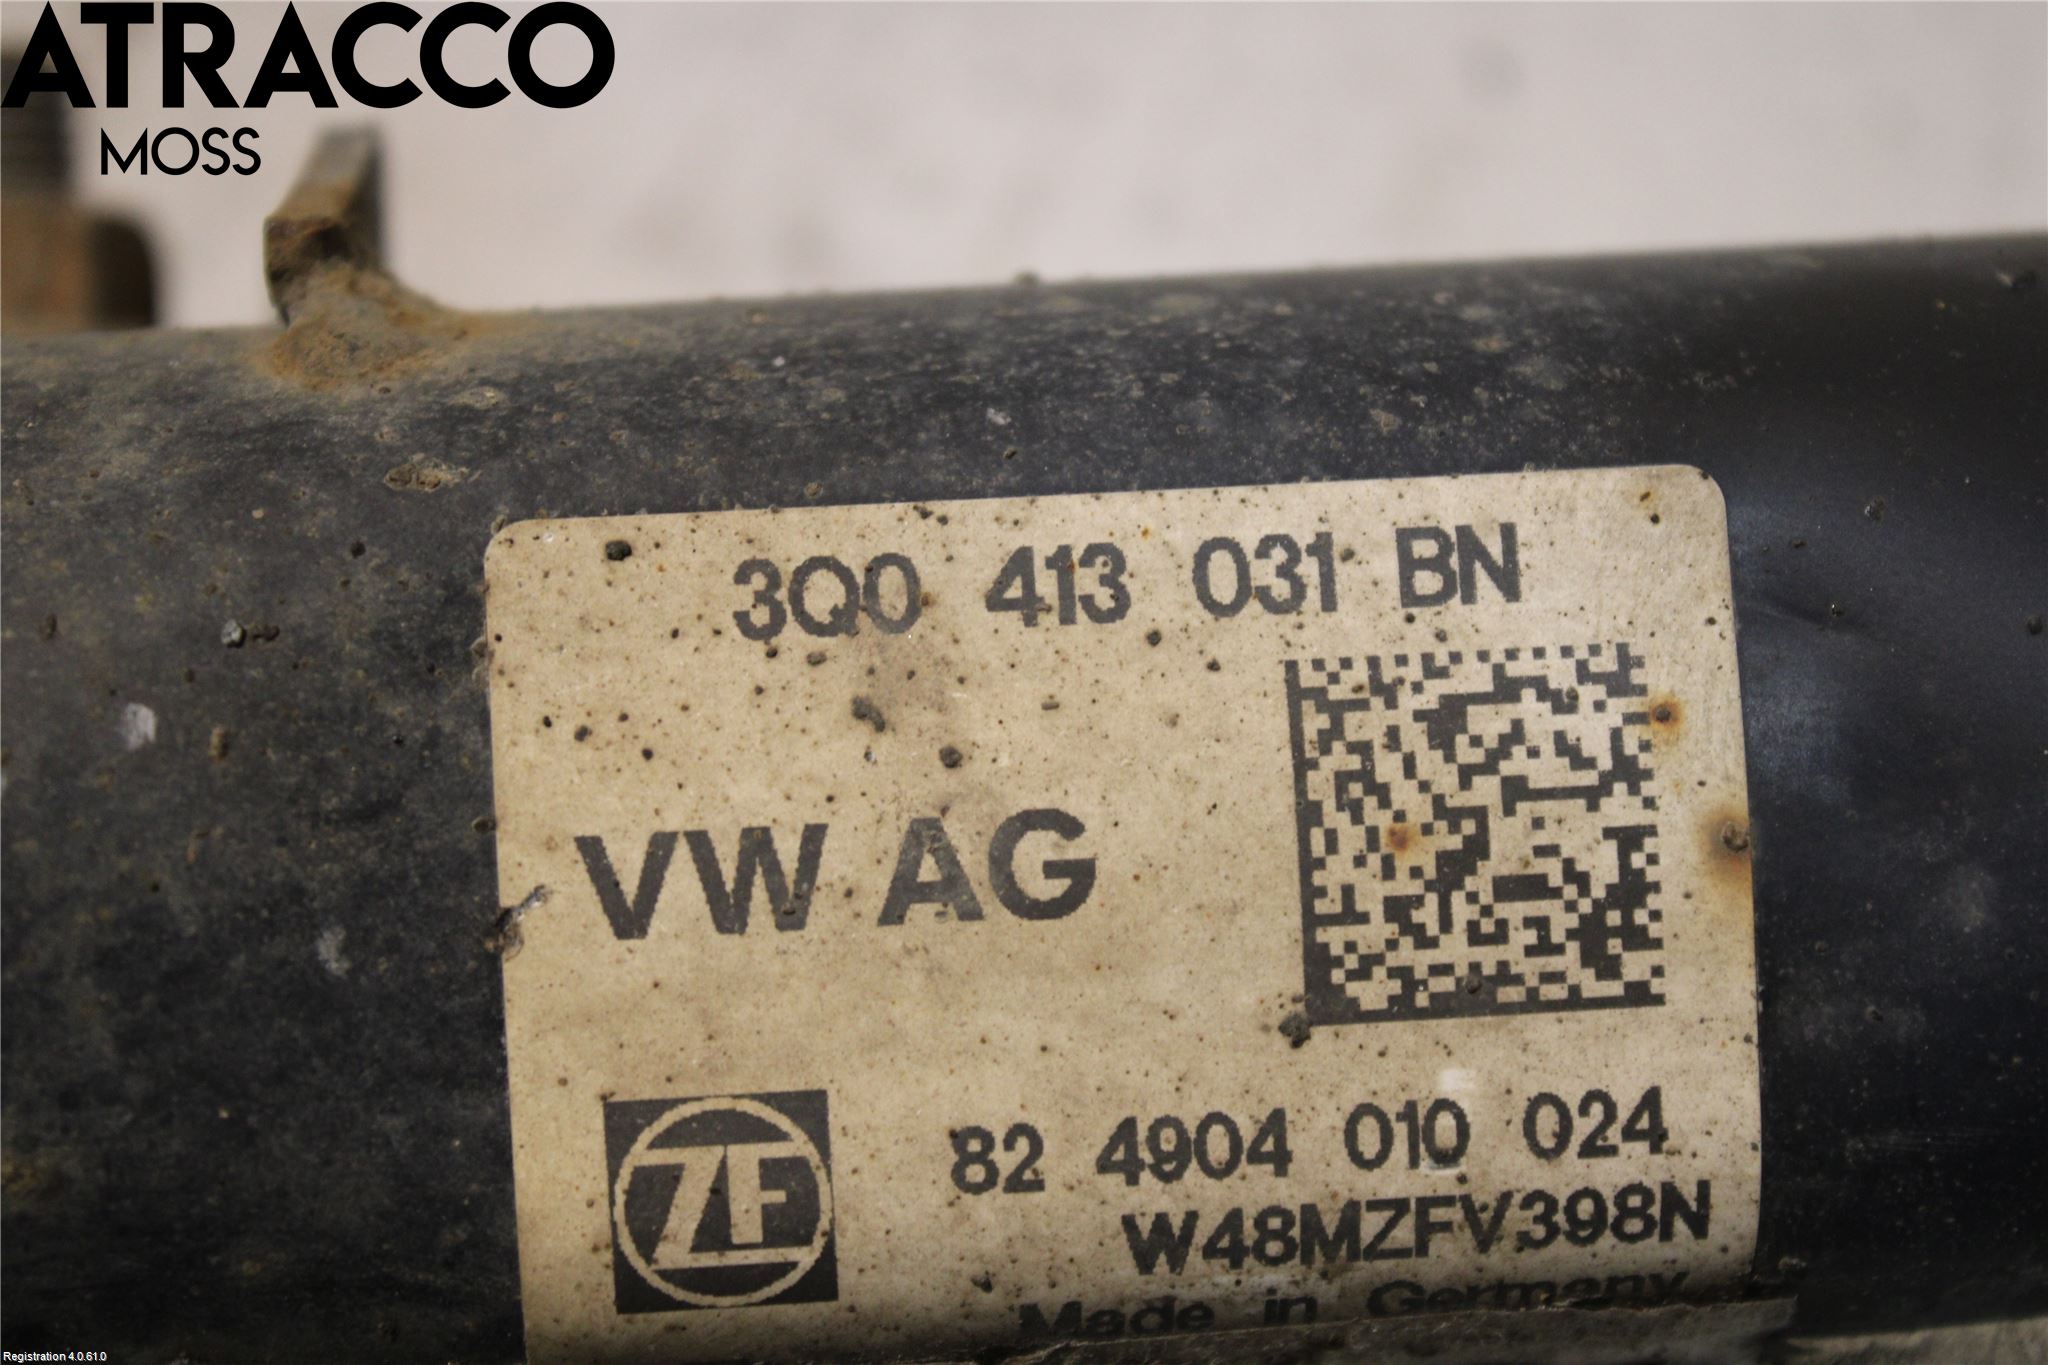 ATRACCO
MOSS
3Q0 413 031 BN
VW AG
ZF
82 4904 010 024
W48MZFV398N
Made in Germany
Registration 4.0.61.0